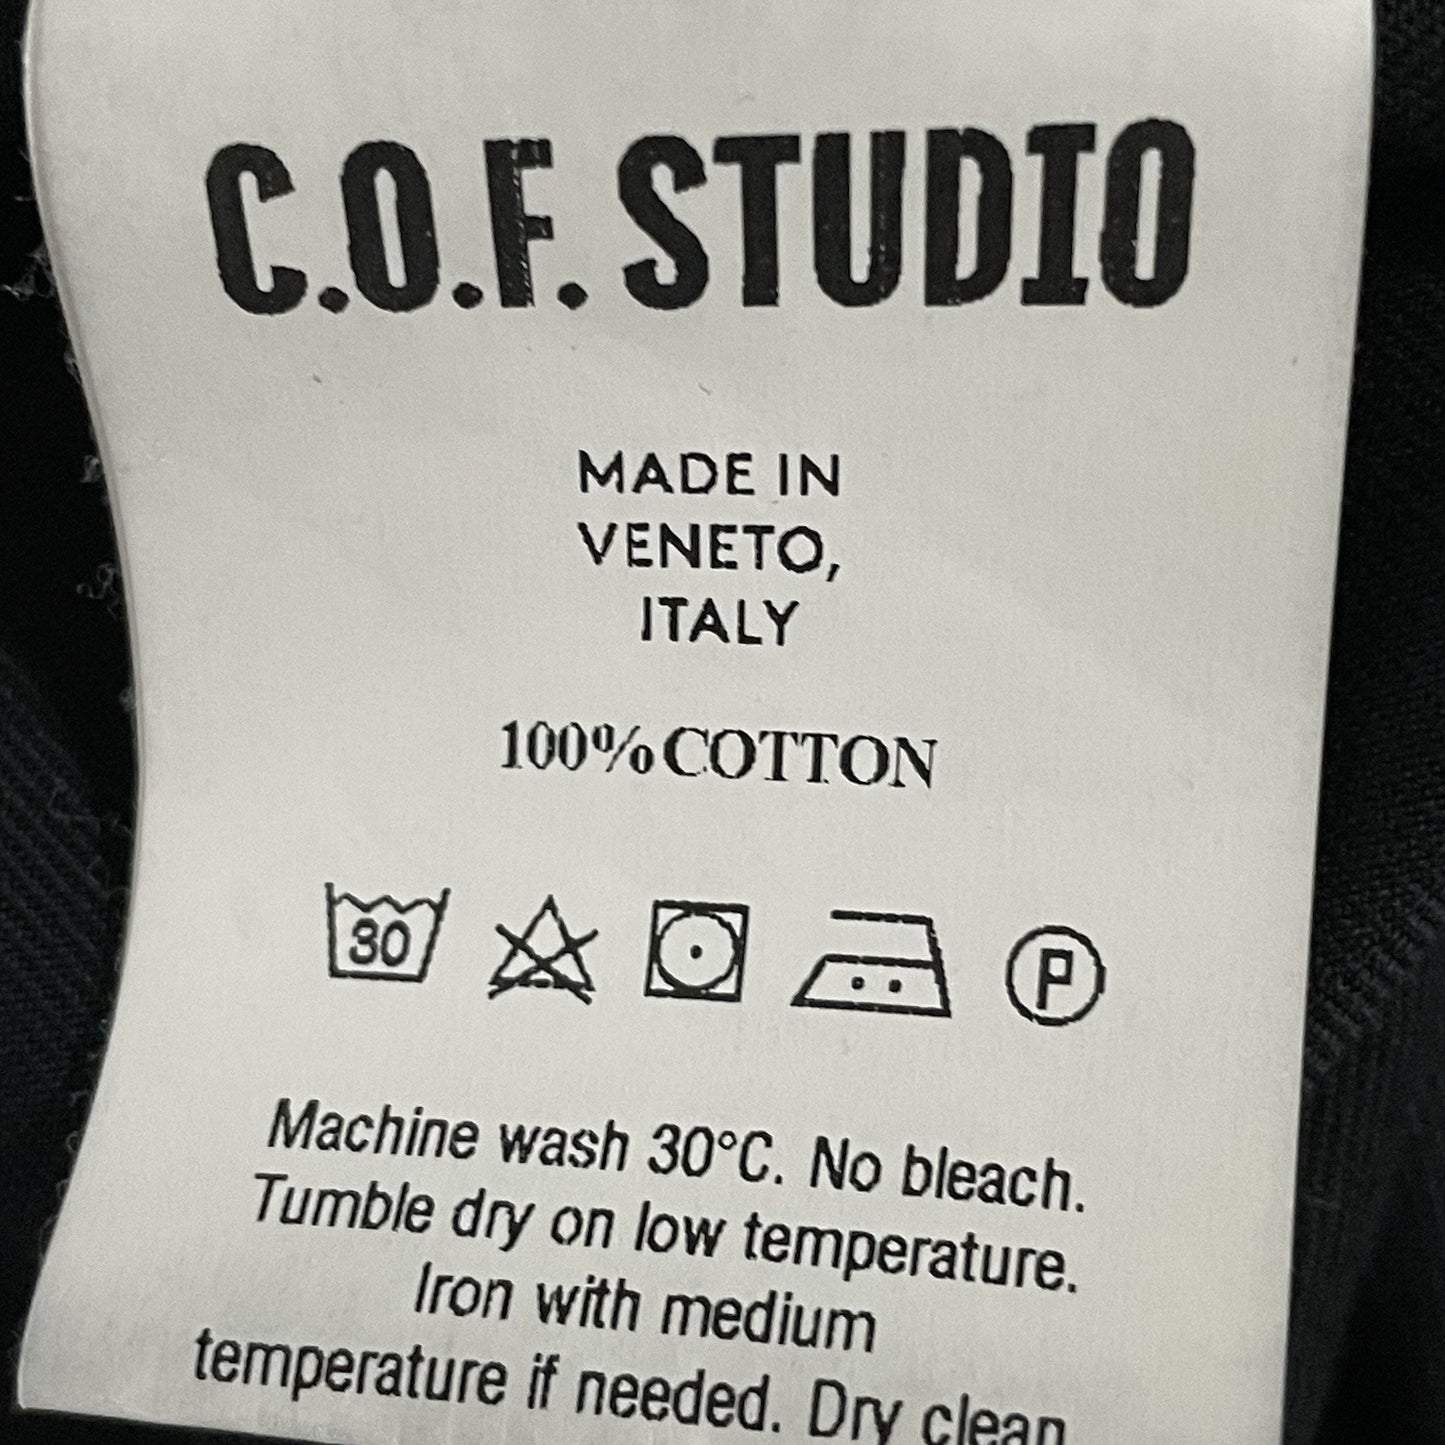 C.O.F. STUDIO
MADE IN
VENETO,
ITALY
100% COTTON
30 P
Machine wash 30°C. No bleach.
Tumble dry on low temperature.
Iron with medium
temperature if needed. Dry clean